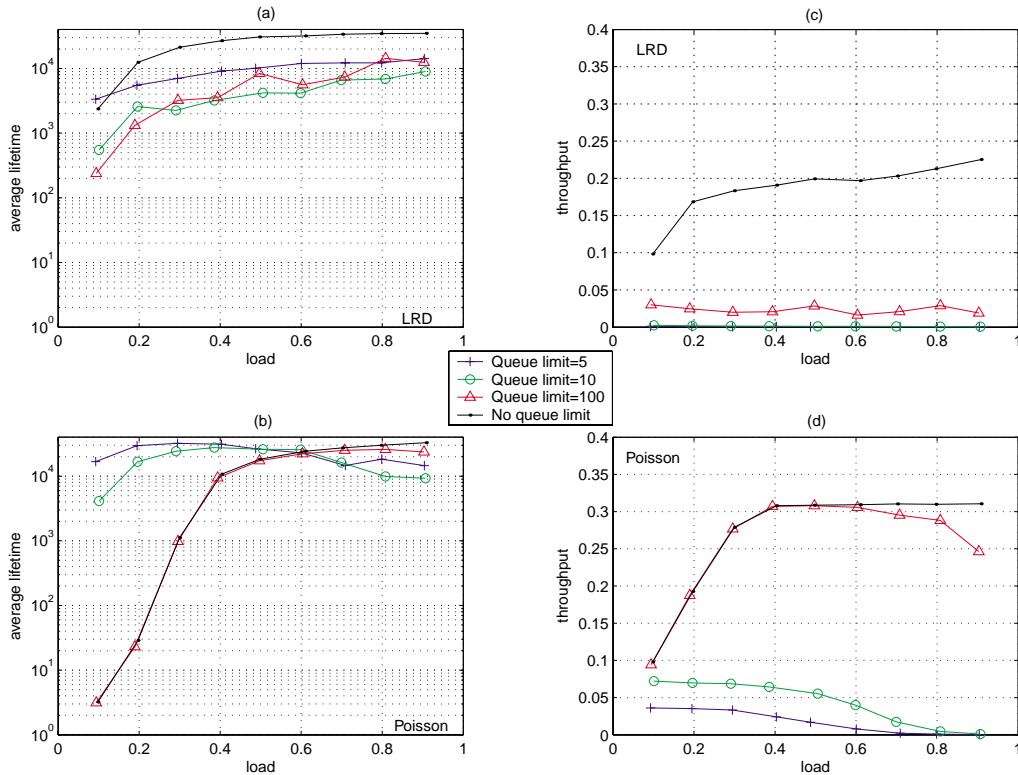 (a)
average lifetime
10^4
10^3
10^2
10^1
10^0
0 0.2 0.4 0.6 0.8 1
load
LRD
(c)
throughput
0.4
0.35
0.3
0.25
0.2
0.15
0.1
0.05
0
0 0.2 0.4 0.6 0.8 1
load
LRD
Queue limit=5
Queue limit=10
Queue limit=100
No queue limit
(b)
average lifetime
10^4
10^3
10^2
10^1
10^0
0 0.2 0.4 0.6 0.8 1
load
Poisson
(d)
throughput
0.4
0.35
0.3
0.25
0.2
0.15
0.1
0.05
0
0 0.2 0.4 0.6 0.8 1
load
Poisson